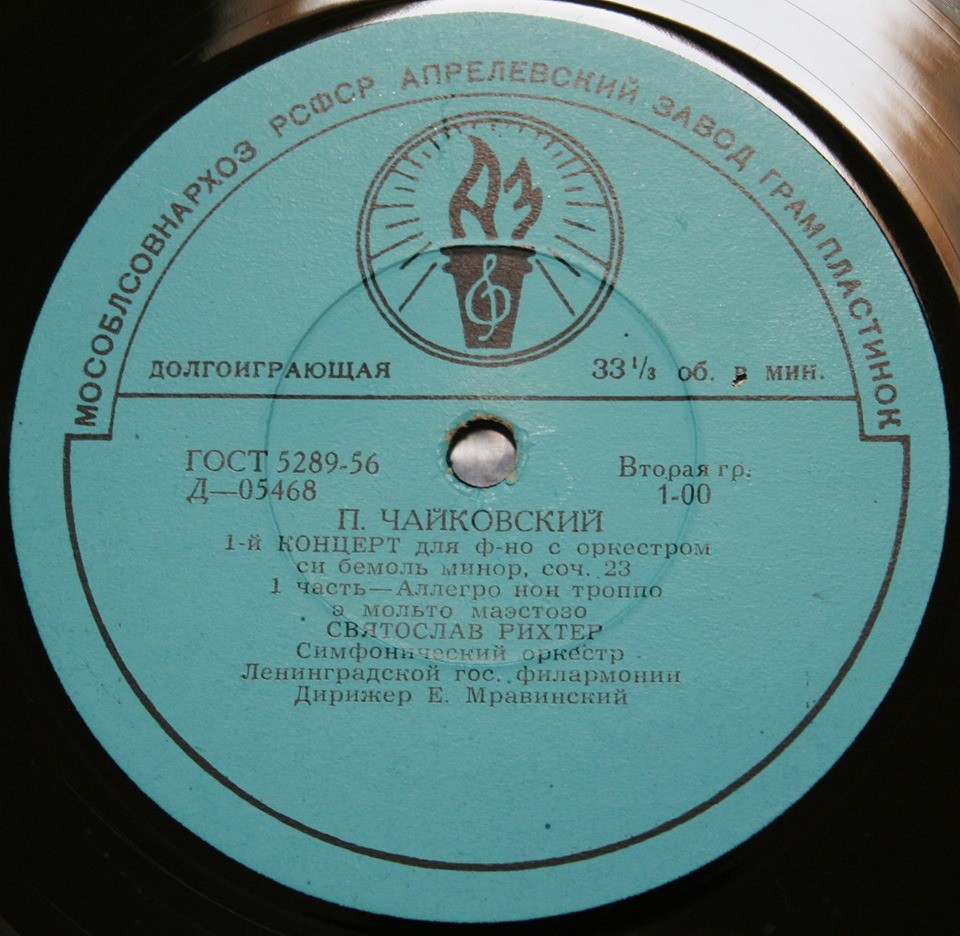 МОСОБЛСОВНАРХОЗ РСФСР АПРЕЛЕВСКИЙ ЗАВОД ГРАМПЛАСТИНОК
АЗ
ДОЛГОИГРАЮЩАЯ 33 1/3 об. в мин.
ГОСТ 5289-56 Вторая гр.
Д—05468 1-00
П. ЧАЙКОВСКИЙ
1-й КОНЦЕРТ для ф-но с оркестром
си бемоль минор, соч. 23
1 часть—Аллегро нон троппо
э мольто маэстозо
СВЯТОСЛАВ РИХТЕР
Симфонический оркестр
Ленинградской гос. филармонии
Дирижер Е. Мравинский